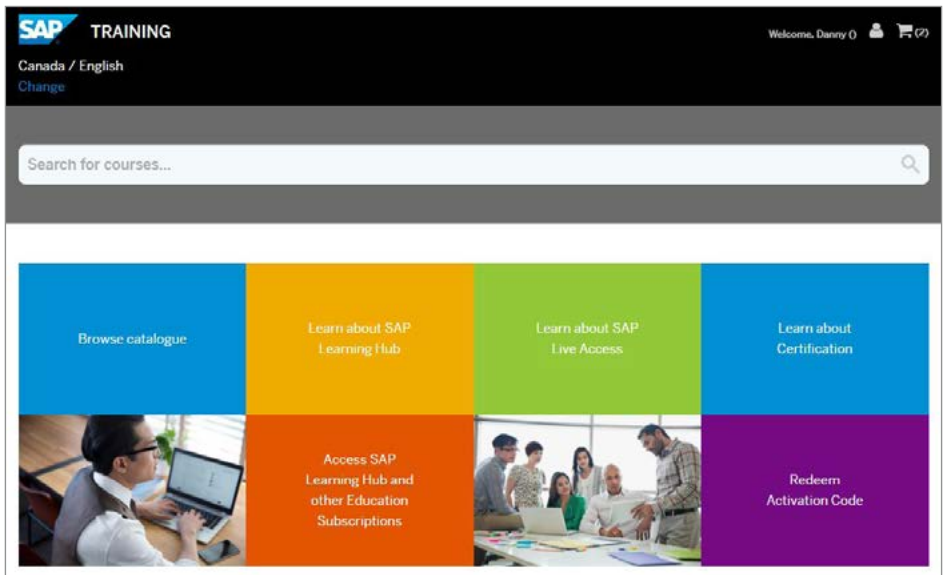 SAP TRAINING
Welcome, Danny () (2)
Canada / English
Change
Search for courses...
Browse catalogue
Learn about SAP
Learning Hub
Learn about SAP
Live Access
Learn about
Certification
Access SAP
Learning Hub and
other Education
Subscriptions
Redeem
Activation Code